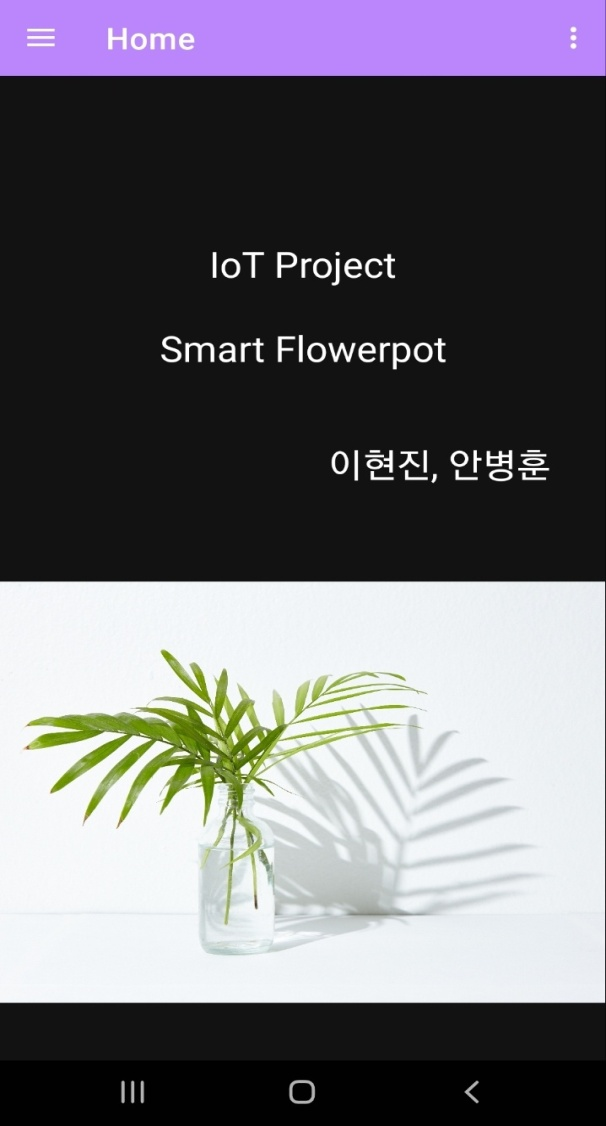 Home
IoT Project
Smart Flowerpot
이현진, 안병훈